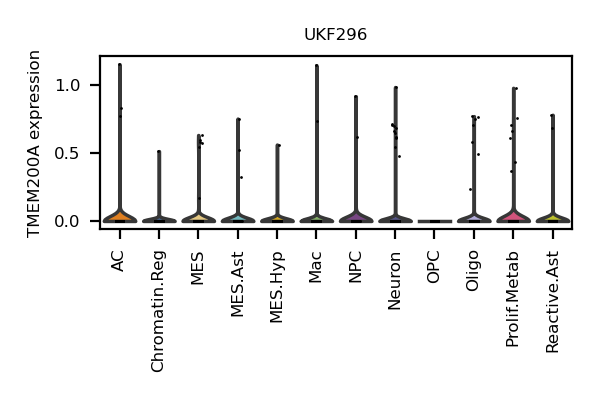 UKF296
TMEM200A expression
1.0
0.5
0.0
AC
Chromatin.Reg
MES
MES.Ast
MES.Hyp
Mac
NPC
Neuron
OPC
Oligo
Prolif.Metab
Reactive.Ast